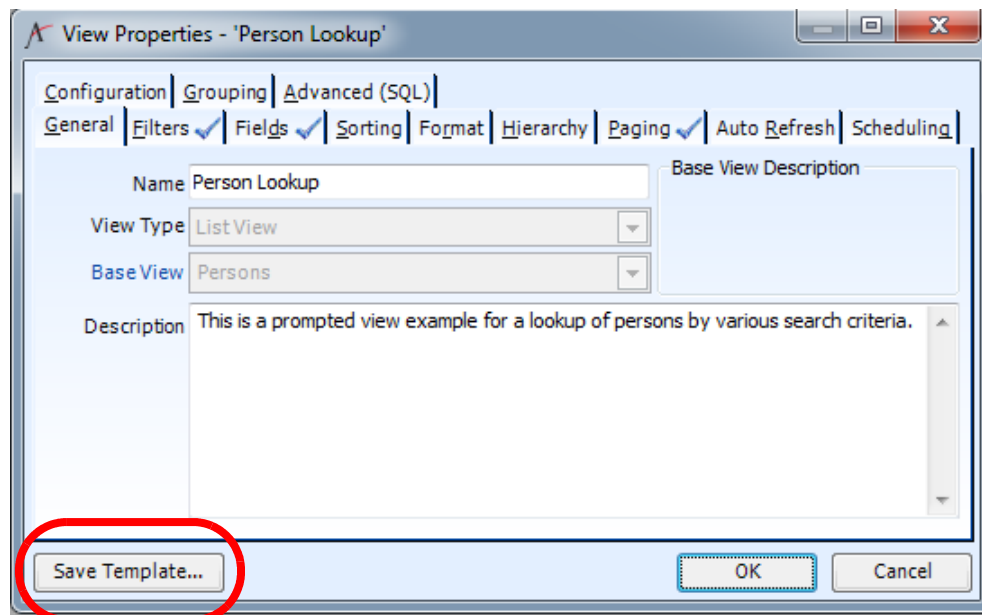 View Properties - 'Person Lookup'
Configuration Grouping Advanced (SQL)
General Filters Fields Sorting Format Hierarchy Paging Auto Refresh Scheduling
Base View Description
Name Person Lookup
View Type List View
Base View Persons
Description This is a prompted view example for a lookup of persons by various search criteria.
Save Template... OK Cancel